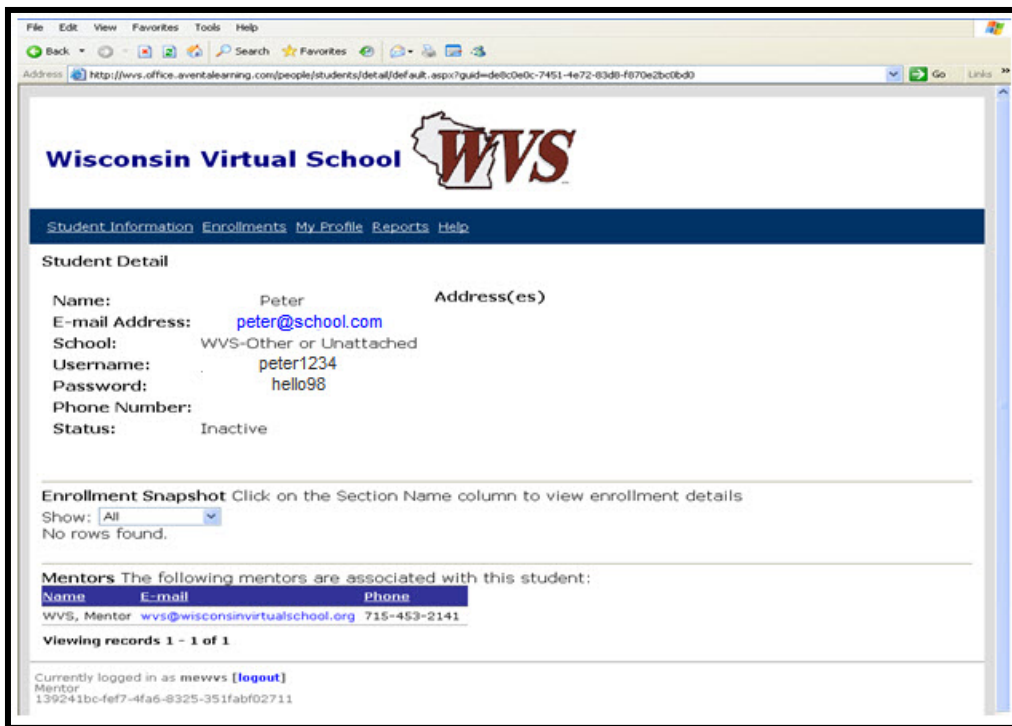 File Edit View Favorites Tools Help
Back Search Favorites
Address http://wvs.office.aventalearning.com/people/students/detail/default.aspx?guid=de8c0e0c-7451-4e72-83d8-f870e2bc0bd0 Go Links »
Wisconsin Virtual School WVS
Student Information Enrollments My Profile Reports Help
Student Detail
Name: Peter Address(es)
E-mail Address: peter@school.com
School: WVS-Other or Unattached
Username: peter1234
Password: hello98
Phone Number:
Status: Inactive
Enrollment Snapshot Click on the Section Name column to view enrollment details
Show: All
No rows found.
Mentors The following mentors are associated with this student:
Name E-mail Phone
WVS, Mentor wvs@wisconsinvirtualschool.org 715-453-2141
Viewing records 1 - 1 of 1
Currently logged in as mewvs [logout]
Mentor
139241bc-fef7-4fa6-8325-351fabf02711